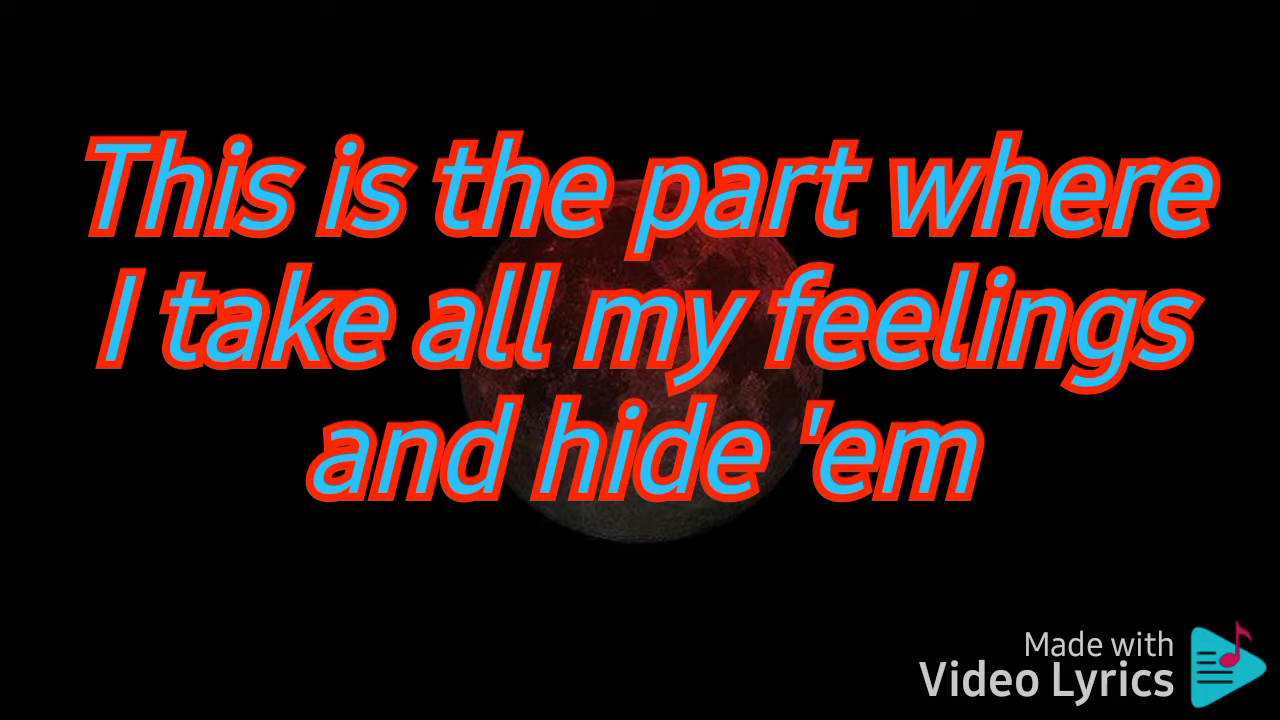 This is the part where
I take all my feelings
and hide 'em
Made with
Video Lyrics